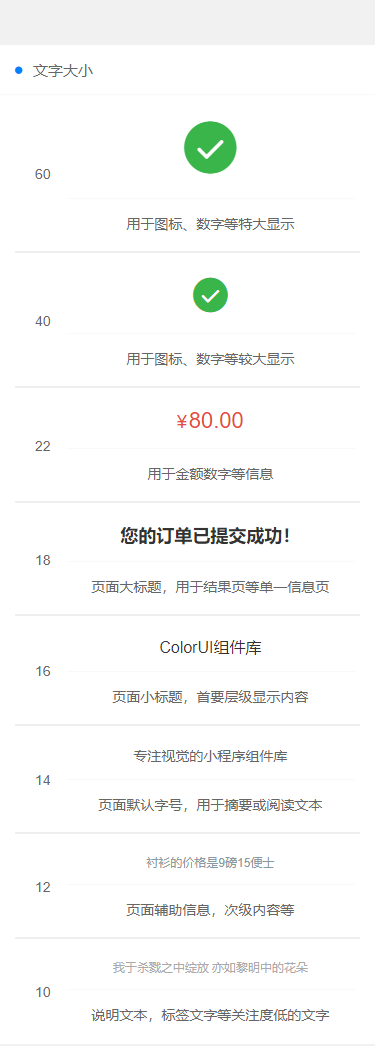 文字大小
60
用于图标、数字等特大显示
40
用于图标、数字等较大显示
¥80.00
22
用于金额数字等信息
您的订单已提交成功！
18
页面大标题，用于结果页等单一信息页
ColorUI组件库
16
页面小标题，首要层级显示内容
专注视觉的小程序组件库
14
页面默认字号，用于摘要或阅读文本
衬衫的价格是9磅15便士
12
页面辅助信息，次级内容等
我于杀戮之中绽放 亦如黎明中的花朵
10
说明文本，标签文字等关注度低的文字